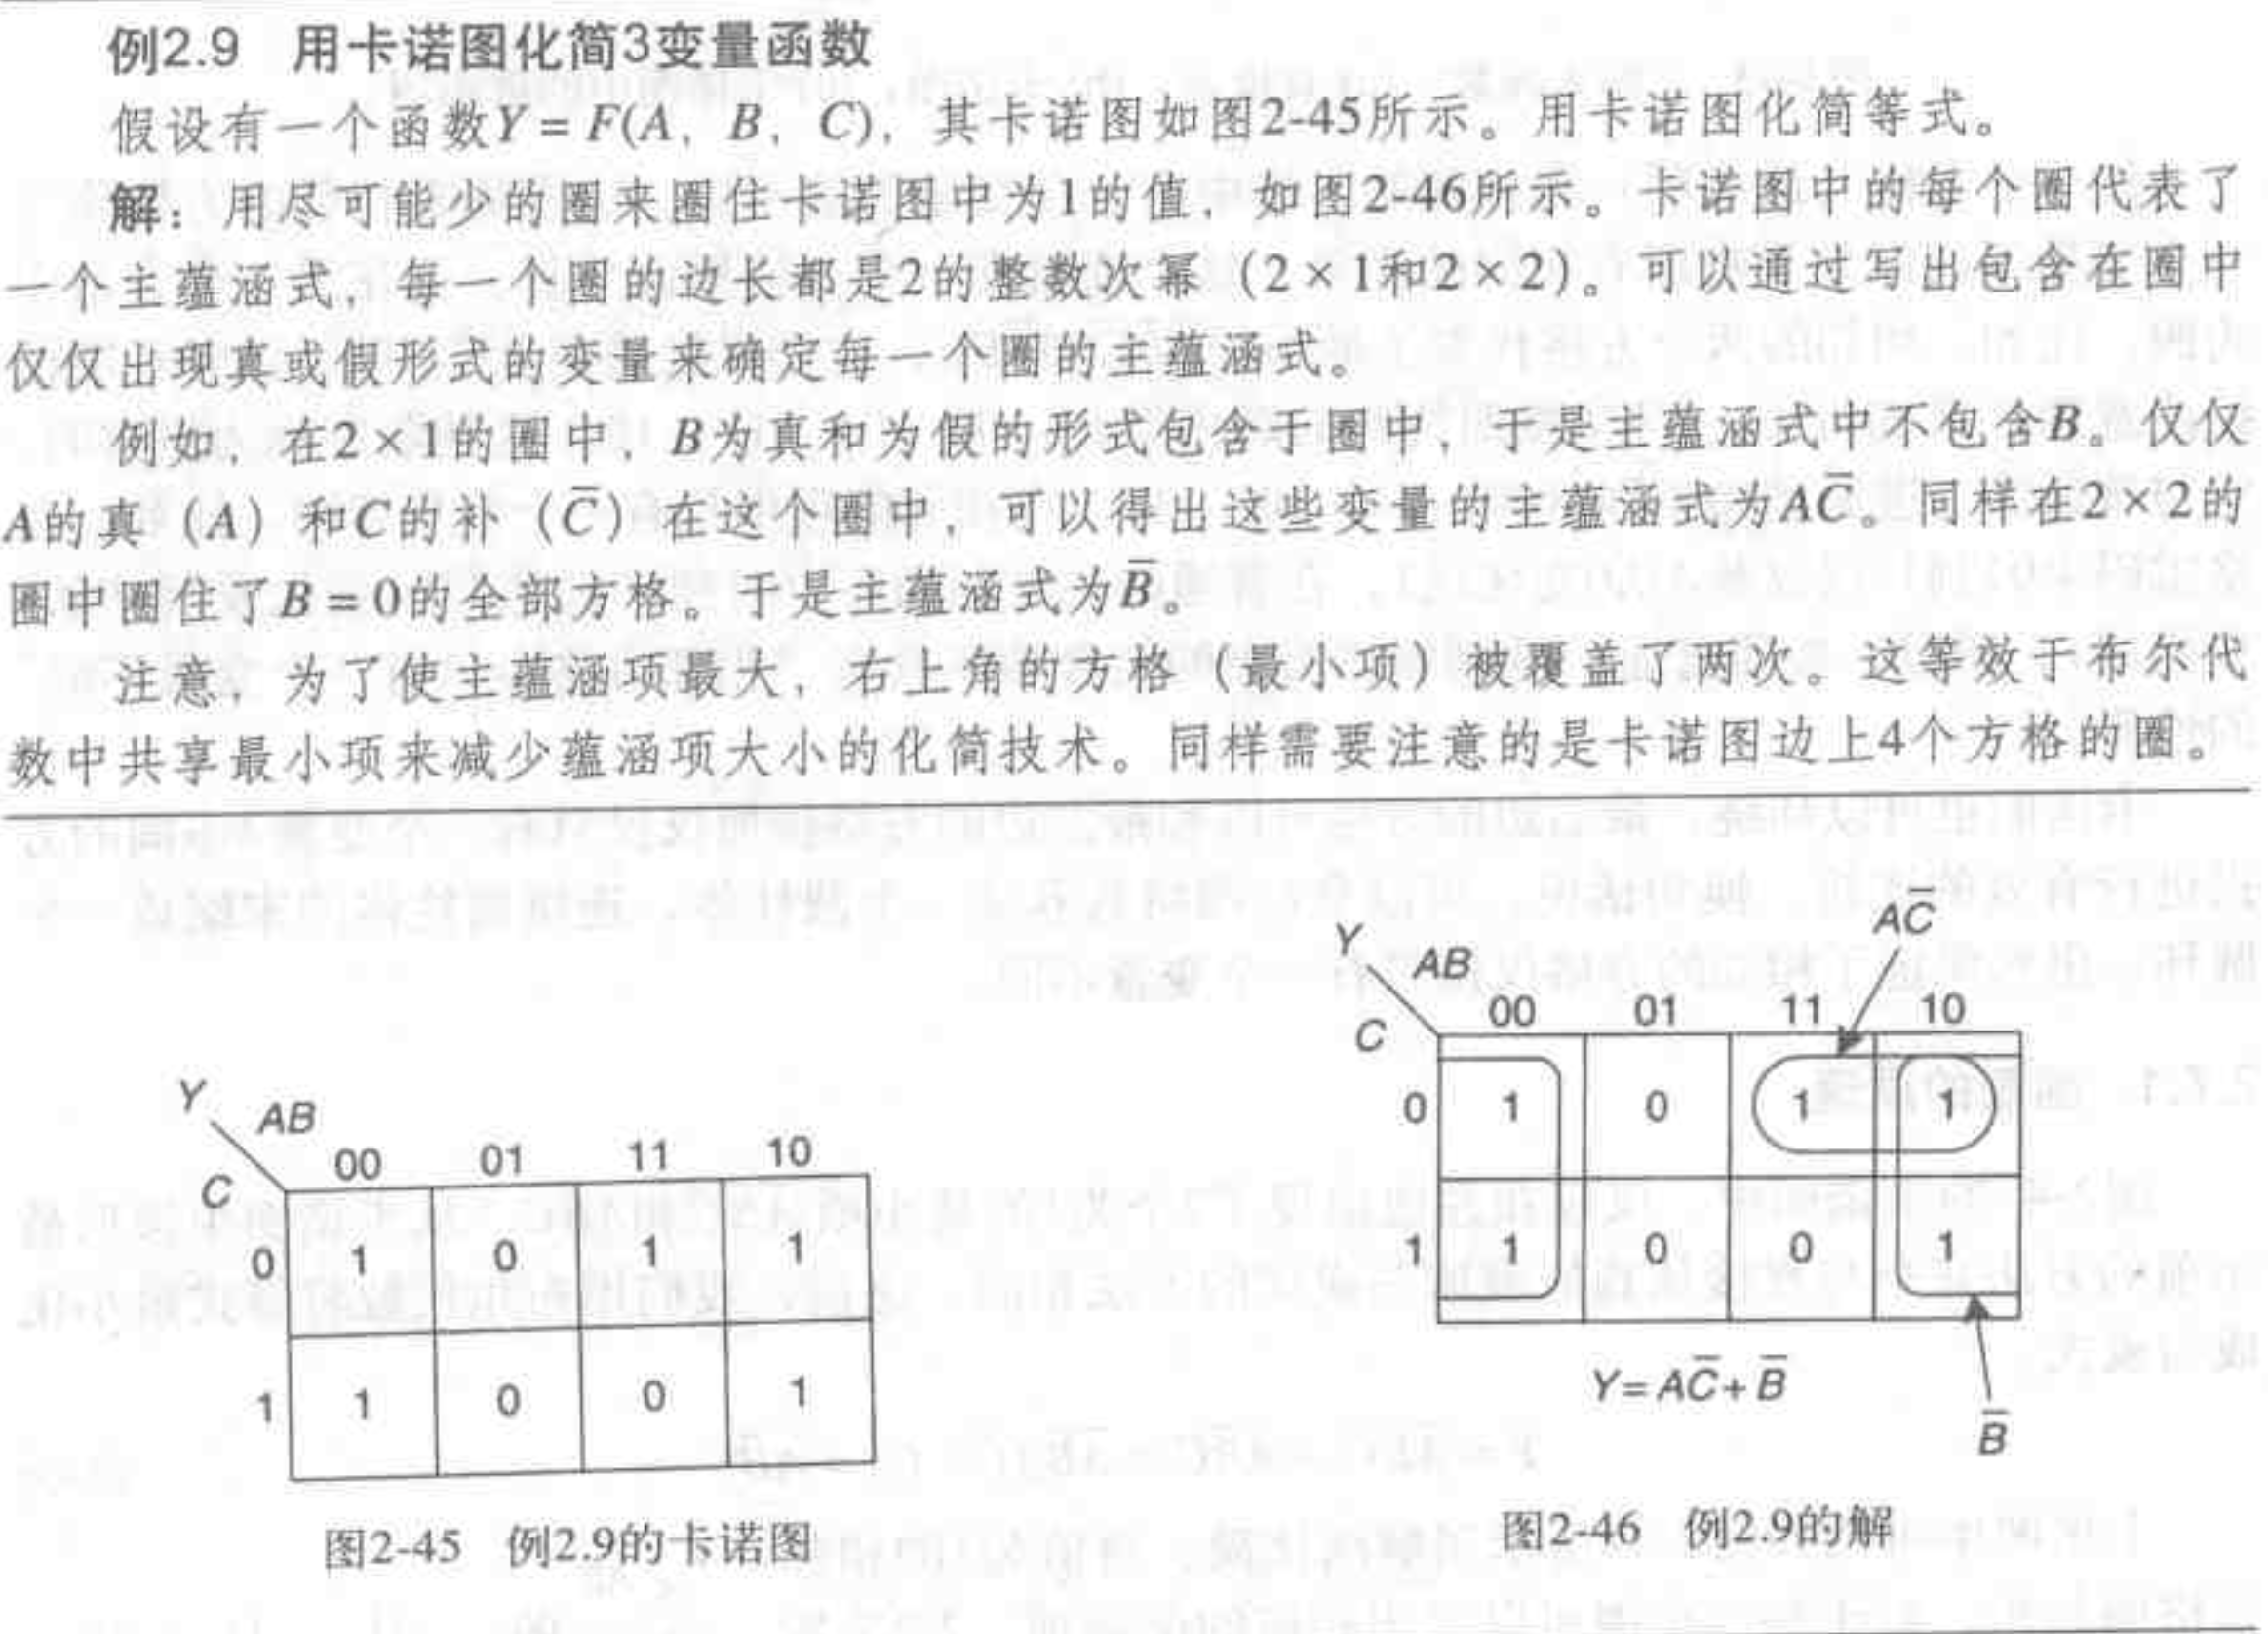 例2.9 用卡诺图化简3变量函数
假设有一个函数Y = F(A, B, C),其卡诺图如图2-45所示。用卡诺图化简等式。
解:用尽可能少的圈来圈住卡诺图中为1的值,如图2-46所示。卡诺图中的每个圈代表了
一个主蕴涵式,每一个圈的边长都是2的整数次幂(2×1和2×2)。可以通过写出包含在圈中
仅仅出现真或假形式的变量来确定每一个圈的主蕴涵式。
例如,在2×1的圈中,B为真和为假的形式包含于圈中,于是主蕴涵式中不包含B。仅仅
A的真(A)和C的补(C̅)在这个圈中,可以得出这些变量的主蕴涵式为AC̅。同样在2×2的
圈中圈住了B = 0的全部方格。于是主蕴涵式为B̅。
注意,为了使主蕴涵项最大,右上角的方格(最小项)被覆盖了两次。这等效于布尔代
数中共享最小项来减少蕴涵项大小的化简技术。同样需要注意的是卡诺图边上4个方格的圈。
Y
AB
00 01 11 10
C
0 1 0 1 1
1 1 0 0 1
图2-45 例2.9的卡诺图
AC̅
Y
AB
00 01 11 10
C
0 1 0 1 1
1 1 0 0 1
Y= AC̅+ B̅
B̅
图2-46 例2.9的解